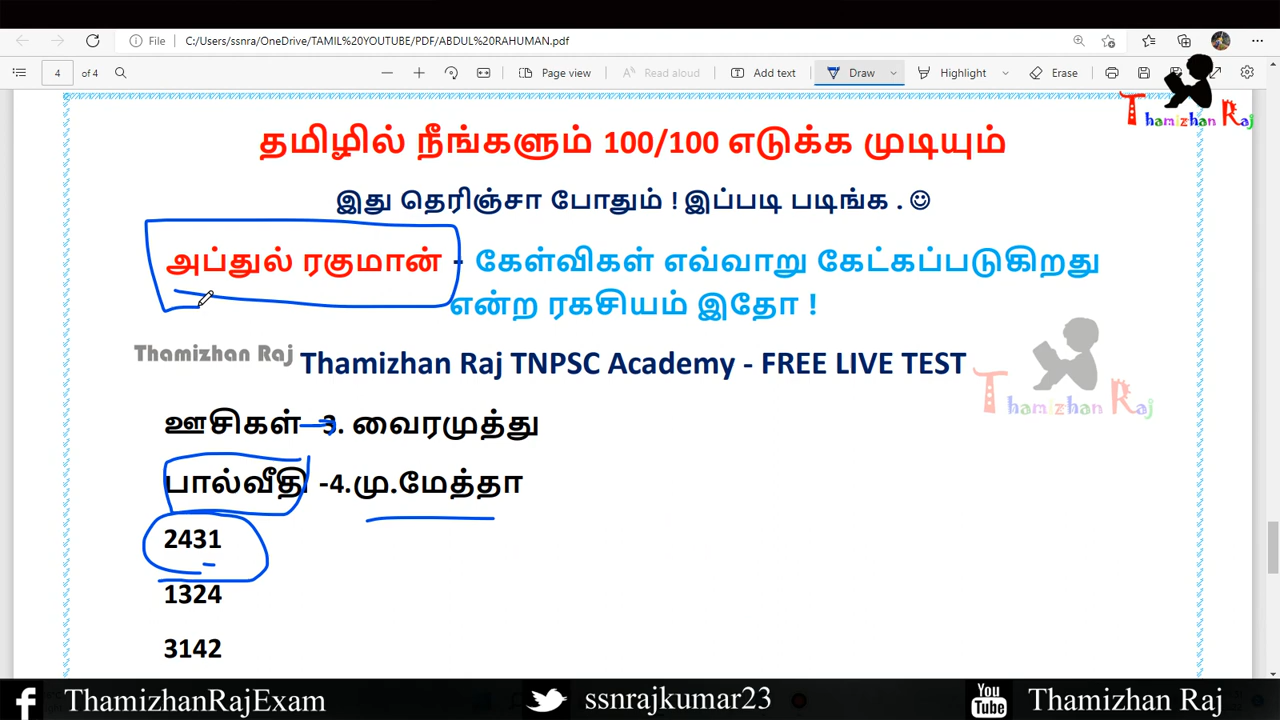 File C:/Users/ssnra/OneDrive/TAMIL%20YOUTUBE/PDF/ABDUL%20RAHUMAN.pdf
4 of 4 Page view Read aloud Add text Draw Highlight Erase
Thamizhan Raj
தமிழில் நீங்களும் 100/100 எடுக்க முடியும்
இது தெரிஞ்சா போதும் ! இப்படி படிங்க . ☺
அப்துல் ரகுமான் - கேள்விகள் எவ்வாறு கேட்கப்படுகிறது
என்ற ரகசியம் இதோ !
Thamizhan Raj Thamizhan Raj TNPSC Academy - FREE LIVE TEST
Thamizhan Raj
ஊசிகள் 3. வைரமுத்து
பால்வீதி -4.மு.மேத்தா
2431
1324
3142
ThamizhanRajExam ssnrajkumar23 You Tube Thamizhan Raj